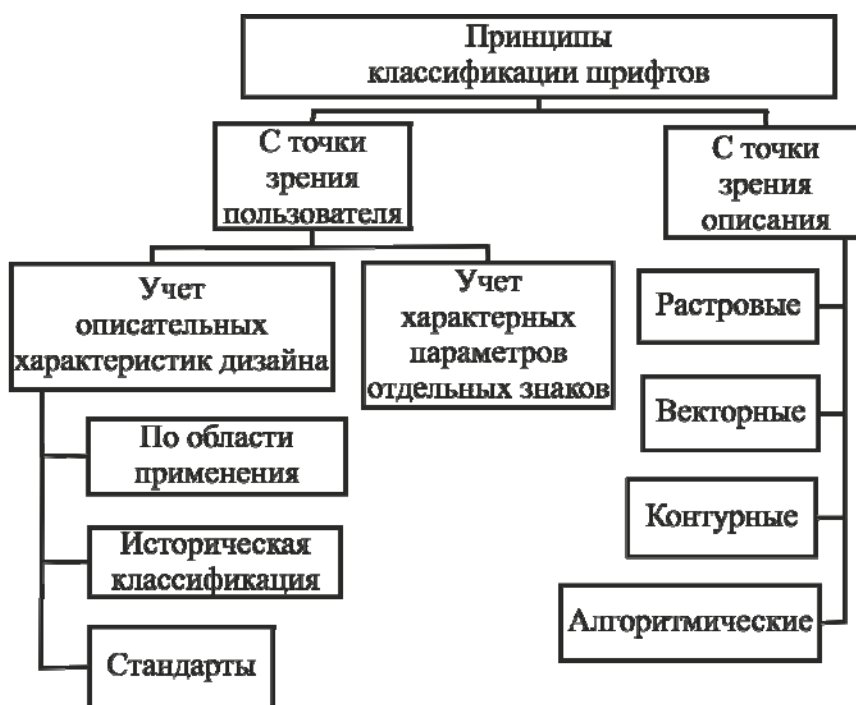 Принципы
классификации шрифтов
С точки
зрения
пользователя
С точки
зрения
описания
Учет
описательных
характеристик дизайна
Учет
характерных
параметров
отдельных знаков
По области
применения
Историческая
классификация
Стандарты
Растровые
Векторные
Контурные
Алгоритмические